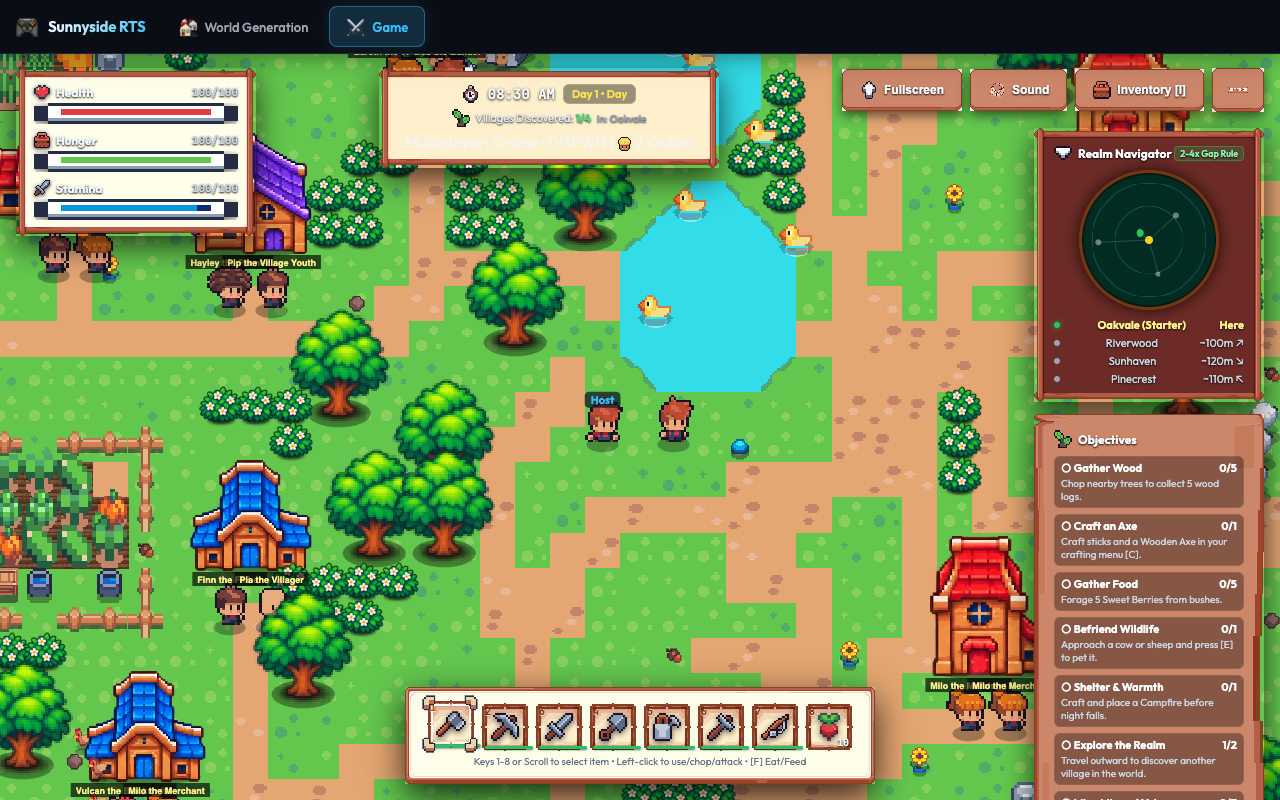 Sunnyside RTS
World Generation
Game
Health 100/100
Hunger 100/100
Stamina 100/100
08:30 AM Day 1 • Day
Villages Discovered: 1/4 In: Oakvale
Multiplayer: Online
2 Online
Fullscreen
Sound
Inventory [I]
Realm Navigator 2-4x Gap Rule
Oakvale (Starter) Here
Riverwood ~100m ↗
Sunhaven ~120m ↘
Pinecrest ~110m ↖
Objectives
Gather Wood 0/5
Chop nearby trees to collect 5 wood
logs.
Craft an Axe 0/1
Craft sticks and a Wooden Axe in your
crafting menu [C].
Gather Food 0/5
Forage 5 Sweet Berries from bushes.
Befriend Wildlife 0/1
Approach a cow or sheep and press [E]
to pet it.
Shelter & Warmth 0/1
Craft and place a Campfire before
night falls.
Explore the Realm 1/2
Travel outward to discover another
village in the world.
Hayley Pip the Village Youth
Host
Finn the Pia the Villager
Milo the Milo the Merch
Vulcan the Milo the Merchant
10
Keys 1-8 or Scroll to select item • Left-click to use/chop/attack • [F] Eat/Feed